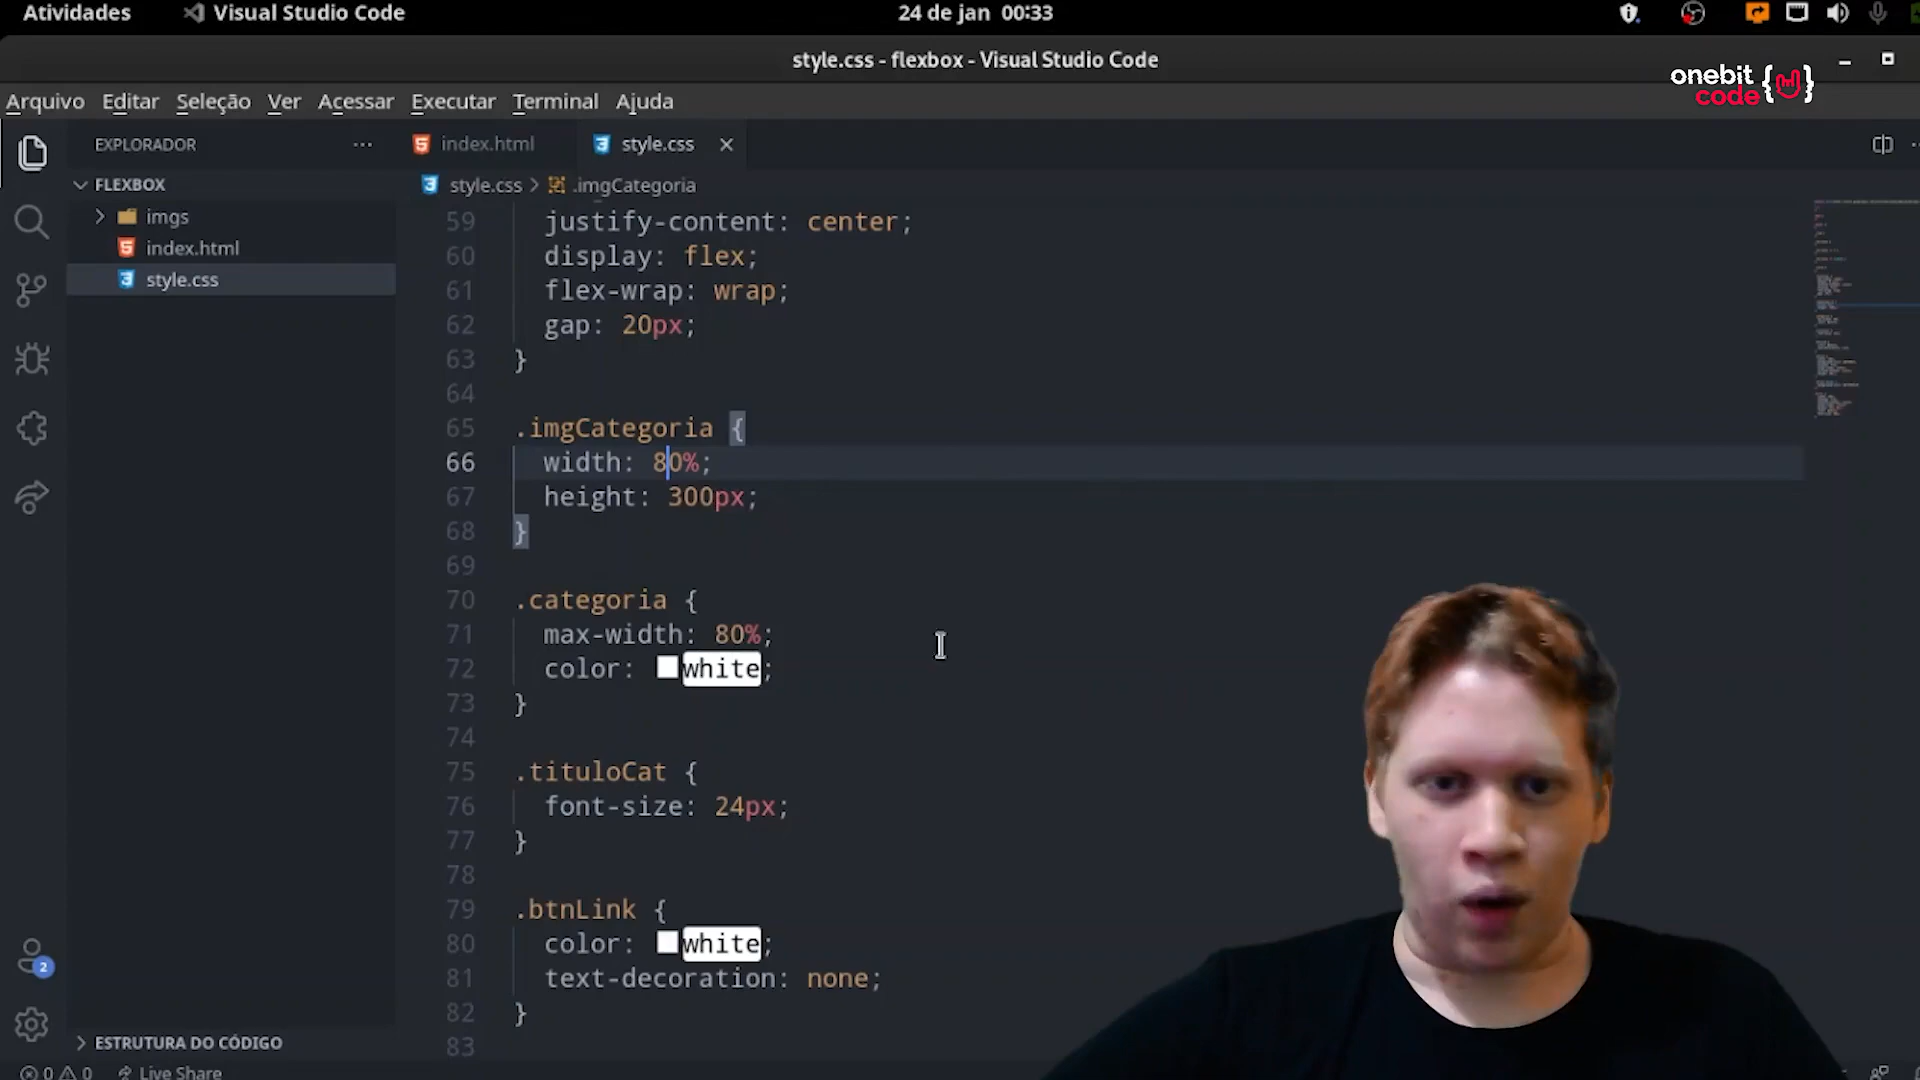 Atividades
Visual Studio Code
24 de jan 00:33
style.css - flexbox - Visual Studio Code
onebit
code
Arquivo Editar Seleção Ver Acessar Executar Terminal Ajuda
EXPLORADOR
index.html
style.css
FLEXBOX
style.css > .imgCategoria
imgs
index.html
style.css
59 justify-content: center;
60 display: flex;
61 flex-wrap: wrap;
62 gap: 20px;
63 }
64
65 .imgCategoria {
66 width: 80%;
67 height: 300px;
68 }
69
70 .categoria {
71 max-width: 80%;
72 color: white;
73 }
74
75 .tituloCat {
76 font-size: 24px;
77 }
78
79 .btnLink {
80 color: white;
81 text-decoration: none;
82 }
83
2
ESTRUTURA DO CÓDIGO
0 0 Live Share